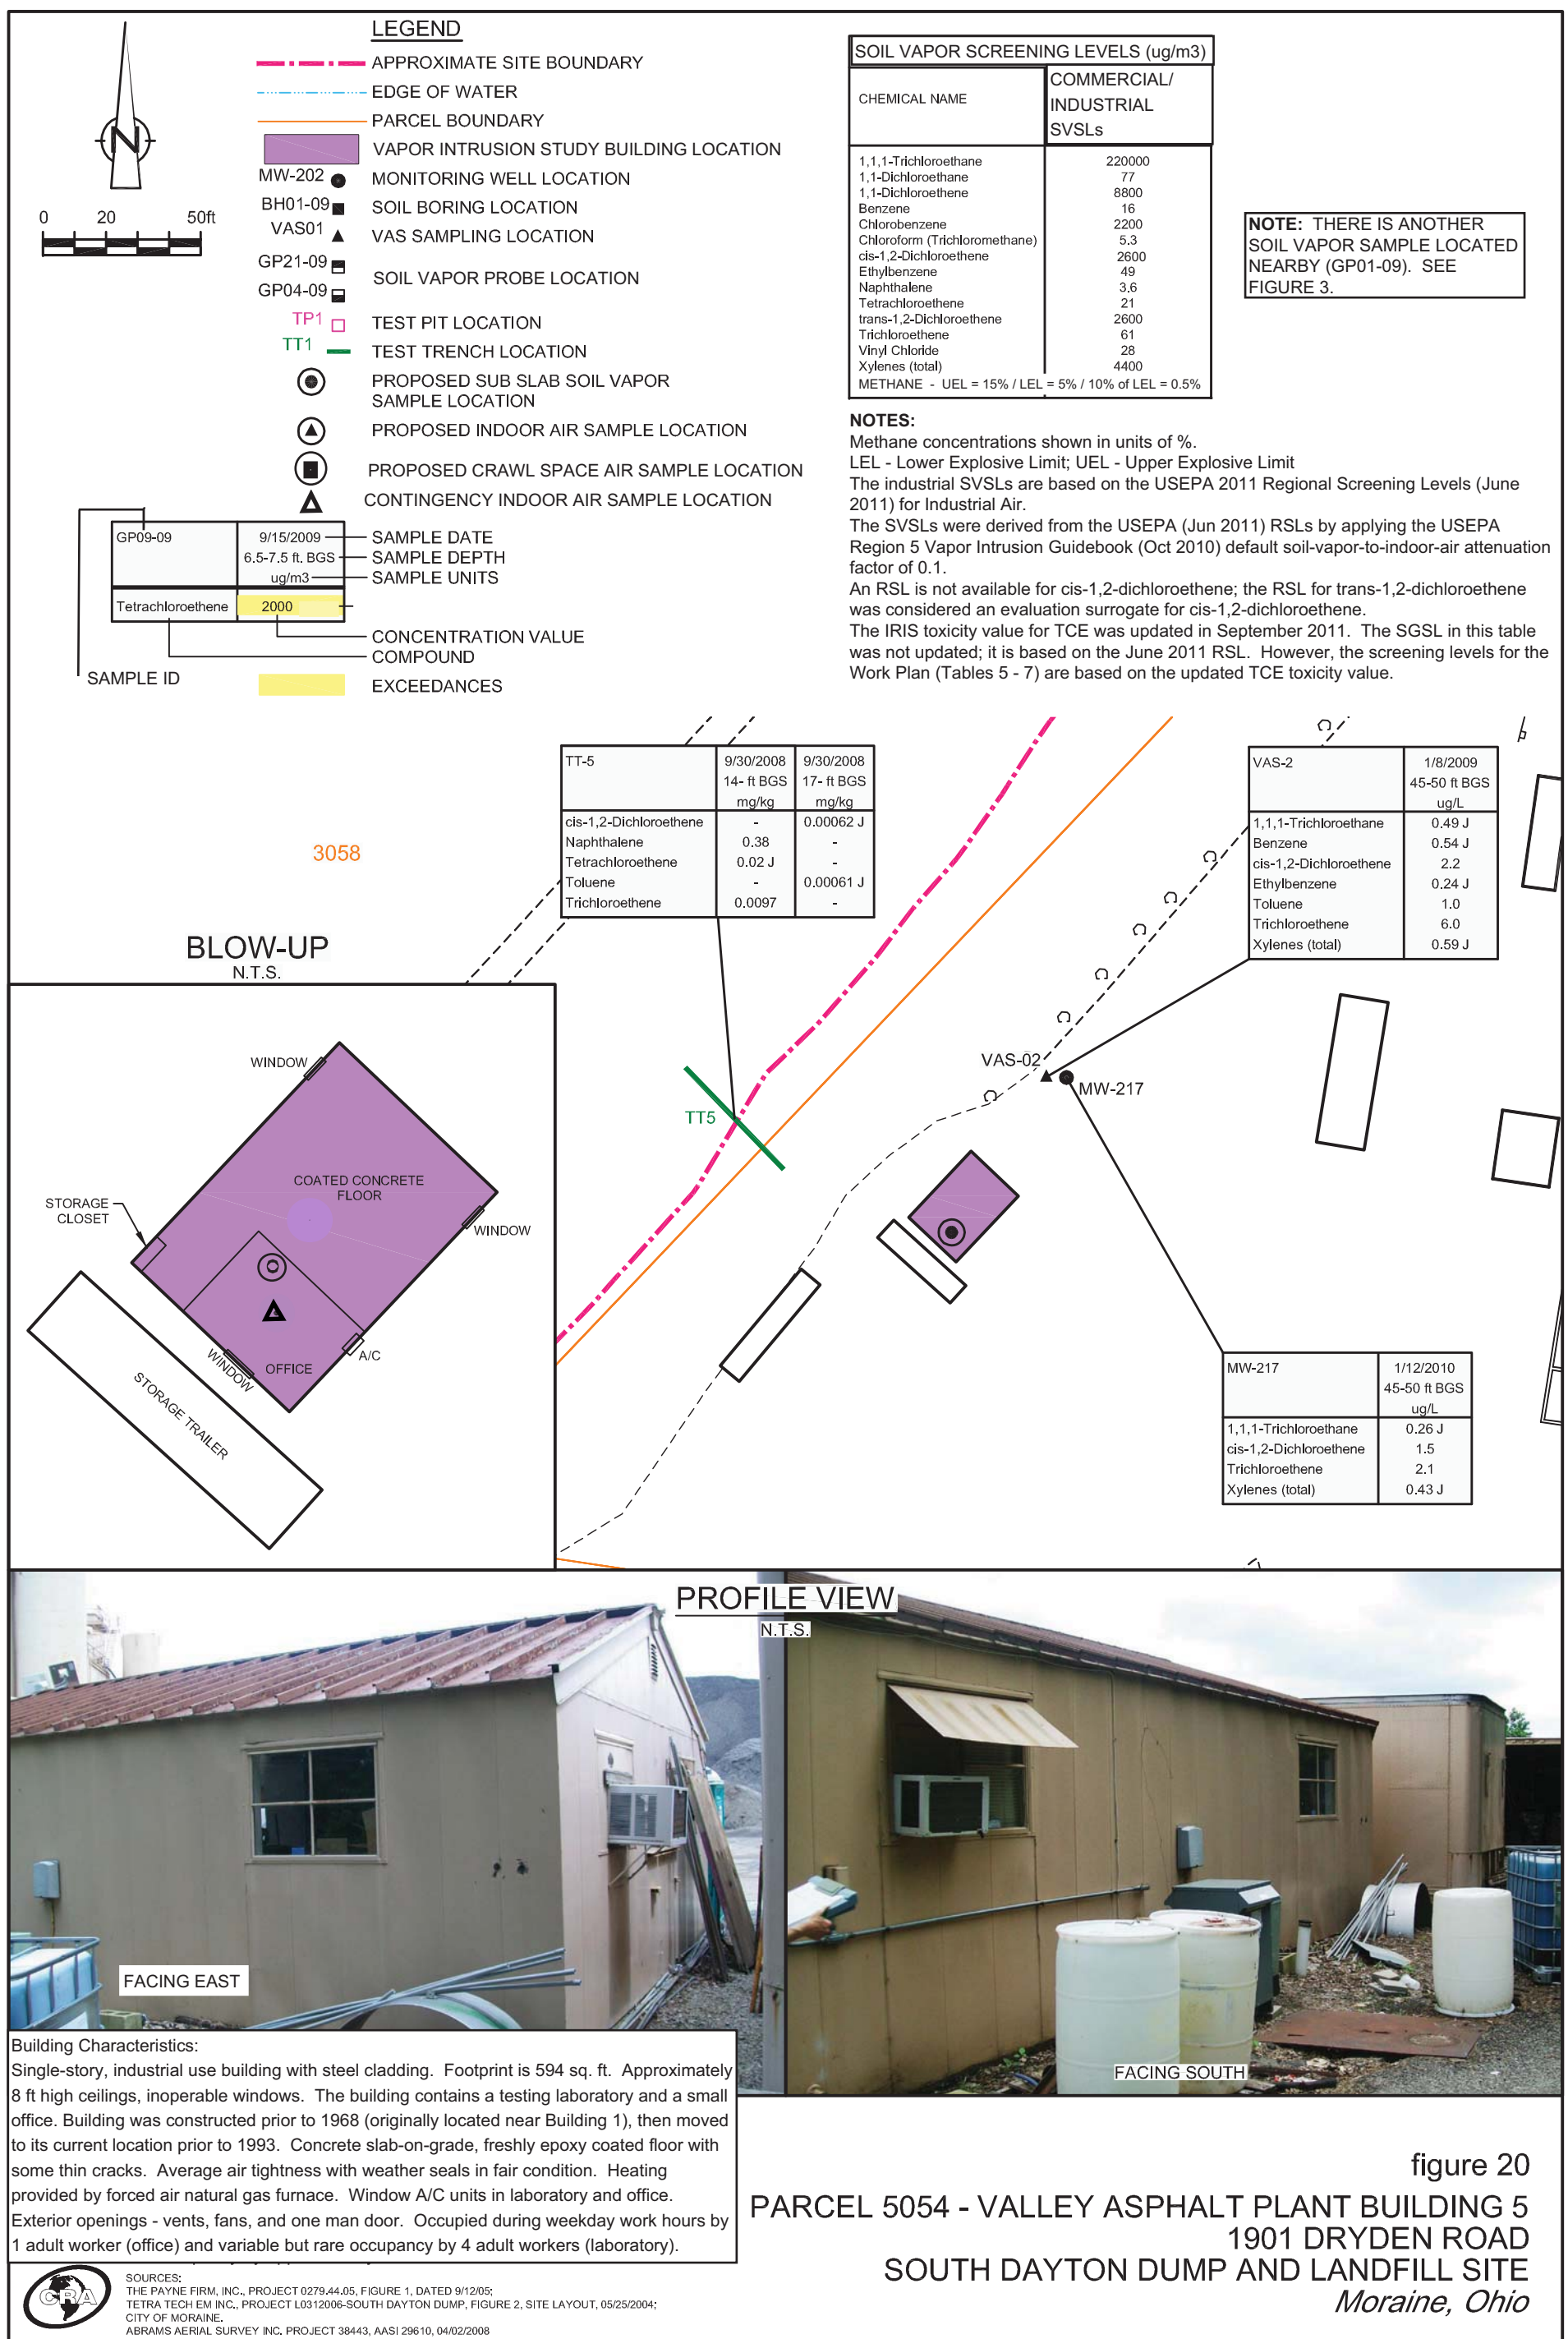 LEGEND
APPROXIMATE SITE BOUNDARY
EDGE OF WATER
PARCEL BOUNDARY
VAPOR INTRUSION STUDY BUILDING LOCATION
MW-202 MONITORING WELL LOCATION
BH01-09 SOIL BORING LOCATION
VAS01 VAS SAMPLING LOCATION
GP21-09
SOIL VAPOR PROBE LOCATION
GP04-09
TP1 TEST PIT LOCATION
TT1 TEST TRENCH LOCATION
PROPOSED SUB SLAB SOIL VAPOR
SAMPLE LOCATION
PROPOSED INDOOR AIR SAMPLE LOCATION
PROPOSED CRAWL SPACE AIR SAMPLE LOCATION
CONTINGENCY INDOOR AIR SAMPLE LOCATION
N
0 20 50ft
GP09-09 9/15/2009 SAMPLE DATE
6.5-7.5 ft. BGS SAMPLE DEPTH
ug/m3 SAMPLE UNITS
Tetrachloroethene 2000
CONCENTRATION VALUE
COMPOUND
SAMPLE ID
EXCEEDANCES
SOIL VAPOR SCREENING LEVELS (ug/m3)
CHEMICAL NAME
COMMERCIAL/
INDUSTRIAL
SVSLs
1,1,1-Trichloroethane 220000
1,1-Dichloroethane 77
1,1-Dichloroethene 8800
Benzene 16
Chlorobenzene 2200
Chloroform (Trichloromethane) 5.3
cis-1,2-Dichloroethene 2600
Ethylbenzene 49
Naphthalene 3.6
Tetrachloroethene 21
trans-1,2-Dichloroethene 2600
Trichloroethene 61
Vinyl Chloride 28
Xylenes (total) 4400
METHANE - UEL = 15% / LEL = 5% / 10% of LEL = 0.5%
NOTE: THERE IS ANOTHER
SOIL VAPOR SAMPLE LOCATED
NEARBY (GP01-09). SEE
FIGURE 3.
NOTES:
Methane concentrations shown in units of %.
LEL - Lower Explosive Limit; UEL - Upper Explosive Limit
The industrial SVSLs are based on the USEPA 2011 Regional Screening Levels (June
2011) for Industrial Air.
The SVSLs were derived from the USEPA (Jun 2011) RSLs by applying the USEPA
Region 5 Vapor Intrusion Guidebook (Oct 2010) default soil-vapor-to-indoor-air attenuation
factor of 0.1.
An RSL is not available for cis-1,2-dichloroethene; the RSL for trans-1,2-dichloroethene
was considered an evaluation surrogate for cis-1,2-dichloroethene.
The IRIS toxicity value for TCE was updated in September 2011. The SGSL in this table
was not updated; it is based on the June 2011 RSL. However, the screening levels for the
Work Plan (Tables 5 - 7) are based on the updated TCE toxicity value.
TT-5 9/30/2008 9/30/2008
14- ft BGS 17- ft BGS
mg/kg mg/kg
cis-1,2-Dichloroethene - 0.00062 J
Naphthalene 0.38 -
Tetrachloroethene 0.02 J -
Toluene - 0.00061 J
Trichloroethene 0.0097 -
VAS-2 1/8/2009
45-50 ft BGS
ug/L
1,1,1-Trichloroethane 0.49 J
Benzene 0.54 J
cis-1,2-Dichloroethene 2.2
Ethylbenzene 0.24 J
Toluene 1.0
Trichloroethene 6.0
Xylenes (total) 0.59 J
3058
BLOW-UP
N.T.S.
WINDOW
COATED CONCRETE
FLOOR
STORAGE
CLOSET
WINDOW
A/C
WINDOW
OFFICE
STORAGE TRAILER
TT5
VAS-02
MW-217
MW-217 1/12/2010
45-50 ft BGS
ug/L
1,1,1-Trichloroethane 0.26 J
cis-1,2-Dichloroethene 1.5
Trichloroethene 2.1
Xylenes (total) 0.43 J
PROFILE VIEW
N.T.S.
FACING EAST
FACING SOUTH
Building Characteristics:
Single-story, industrial use building with steel cladding. Footprint is 594 sq. ft. Approximately
8 ft high ceilings, inoperable windows. The building contains a testing laboratory and a small
office. Building was constructed prior to 1968 (originally located near Building 1), then moved
to its current location prior to 1993. Concrete slab-on-grade, freshly epoxy coated floor with
some thin cracks. Average air tightness with weather seals in fair condition. Heating
provided by forced air natural gas furnace. Window A/C units in laboratory and office.
Exterior openings - vents, fans, and one man door. Occupied during weekday work hours by
1 adult worker (office) and variable but rare occupancy by 4 adult workers (laboratory).
figure 20
PARCEL 5054 - VALLEY ASPHALT PLANT BUILDING 5
1901 DRYDEN ROAD
SOUTH DAYTON DUMP AND LANDFILL SITE
Moraine, Ohio
CRA
SOURCES:
THE PAYNE FIRM, INC., PROJECT 0279.44.05, FIGURE 1, DATED 9/12/05;
TETRA TECH EM INC., PROJECT L0312006-SOUTH DAYTON DUMP, FIGURE 2, SITE LAYOUT, 05/25/2004;
CITY OF MORAINE.
ABRAMS AERIAL SURVEY INC. PROJECT 38443, AASI 29610, 04/02/2008